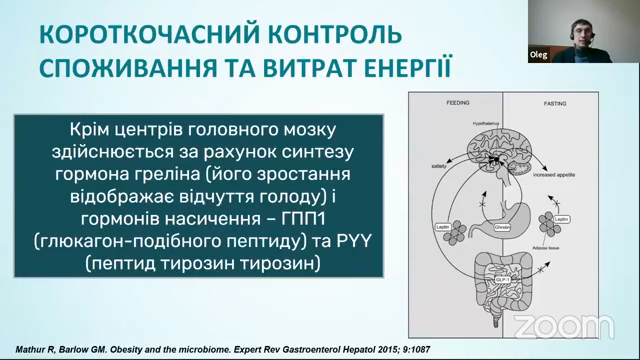 КОРОТКОЧАСНИЙ КОНТРОЛЬ
СПОЖИВАННЯ ТА ВИТРАТ ЕНЕРГІЇ
Oleg
Крім центрів головного мозку
здійснюється за рахунок синтезу
гормона греліна (його зростання
відображає відчуття голоду) і
гормонів насичення – ГПП1
(глюкагон-подібного пептиду) та PYY
(пептид тирозин тирозин)
FEEDING
FASTING
Hypothalamus
satiety
Increased appetite
Leptin
Ghrelin
Leptin
Adipose tissue
GLP-1
zoom
Mathur R, Barlow GM. Obesity and the microbiome. Expert Rev Gastroenterol Hepatol 2015; 9:1087